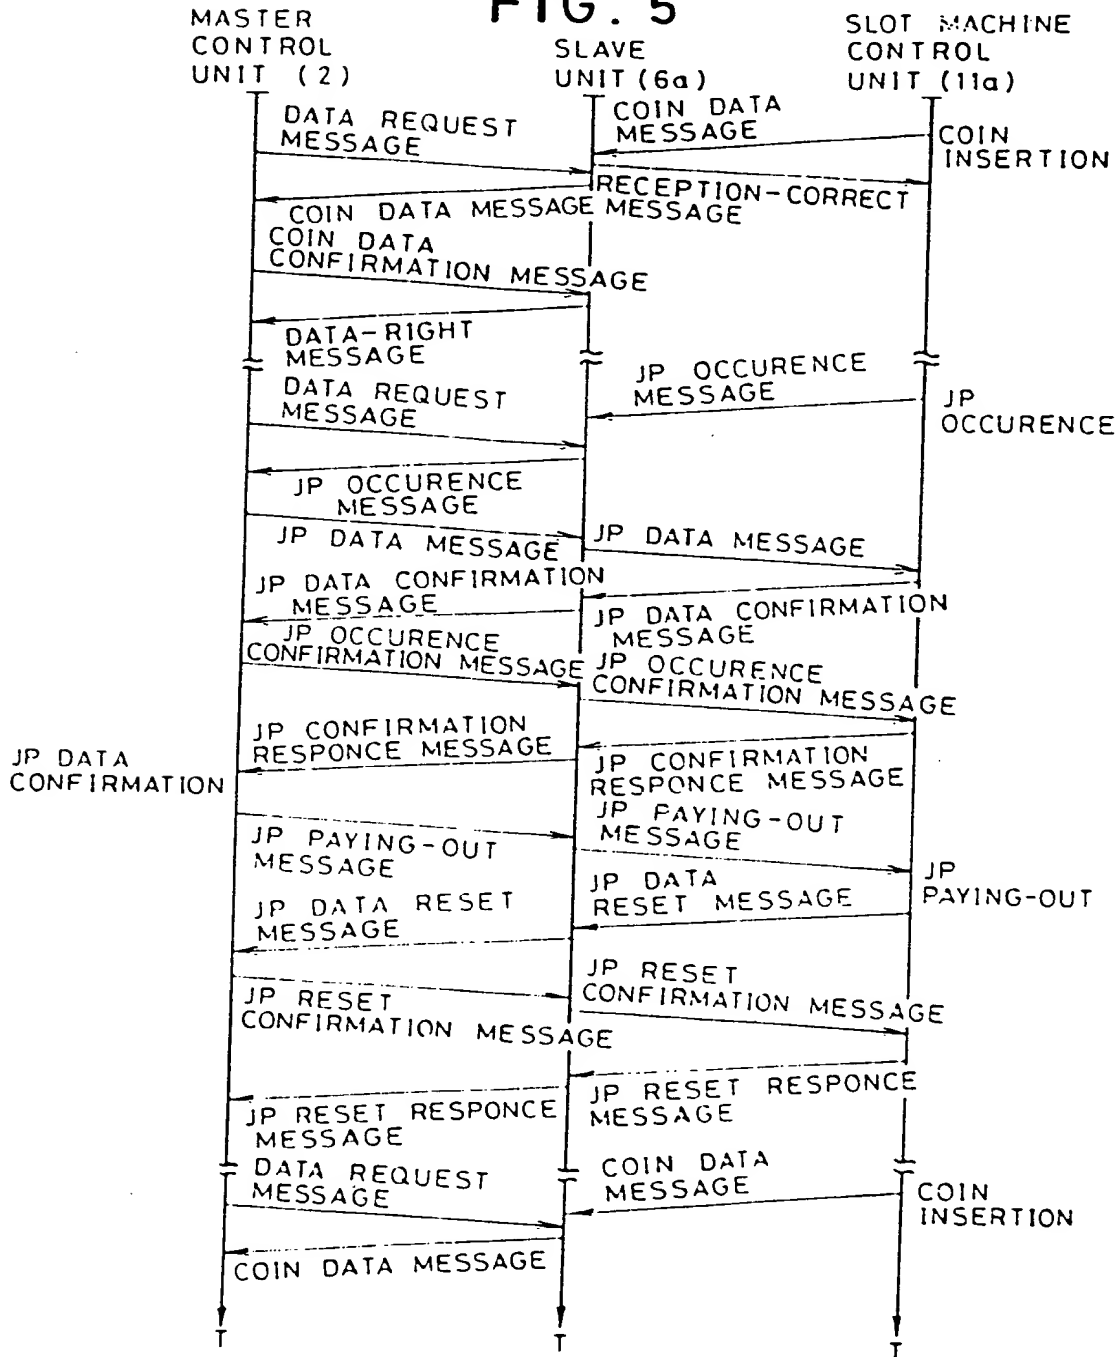 FIG. 5
MASTER
CONTROL
UNIT (2)
SLAVE
UNIT (6a)
SLOT MACHINE
CONTROL
UNIT (11a)
DATA REQUEST
MESSAGE
COIN DATA
MESSAGE
COIN
INSERTION
RECEPTION-CORRECT
MESSAGE
COIN DATA MESSAGE
COIN DATA
CONFIRMATION MESSAGE
DATA-RIGHT
MESSAGE
JP OCCURENCE
MESSAGE
JP
OCCURENCE
DATA REQUEST
MESSAGE
JP OCCURENCE
MESSAGE
JP DATA MESSAGE
JP DATA MESSAGE
JP DATA CONFIRMATION
MESSAGE
JP DATA CONFIRMATION
MESSAGE
JP OCCURENCE
CONFIRMATION MESSAGE
JP OCCURENCE
CONFIRMATION MESSAGE
JP CONFIRMATION
RESPONCE MESSAGE
JP CONFIRMATION
RESPONCE MESSAGE
JP DATA
CONFIRMATION
JP PAYING-OUT
MESSAGE
JP PAYING-OUT
MESSAGE
JP
PAYING-OUT
JP DATA
RESET MESSAGE
JP DATA RESET
MESSAGE
JP RESET
CONFIRMATION MESSAGE
JP RESET
CONFIRMATION MESSAGE
JP RESET RESPONCE
MESSAGE
JP RESET RESPONCE
MESSAGE
DATA REQUEST
MESSAGE
COIN DATA
MESSAGE
COIN
INSERTION
COIN DATA MESSAGE
T
T
T